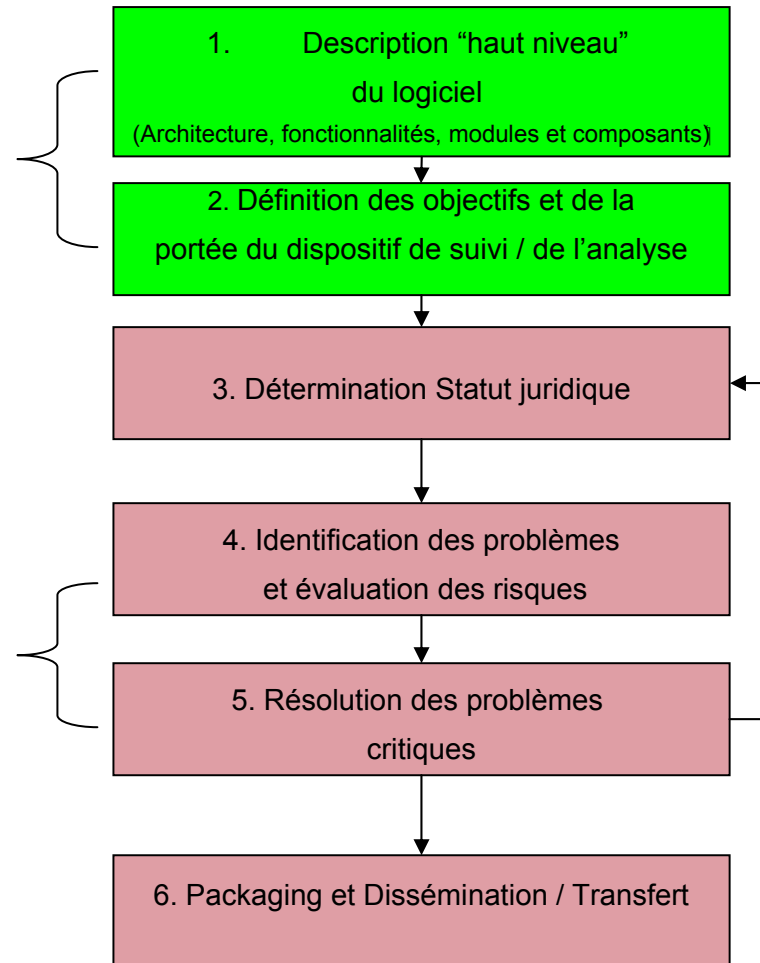 1. Description “haut niveau”
du logiciel
(Architecture, fonctionnalités, modules et composants)
2. Définition des objectifs et de la
portée du dispositif de suivi / de l’analyse
3. Détermination Statut juridique
4. Identification des problèmes
et évaluation des risques
5. Résolution des problèmes
critiques
6. Packaging et Dissémination / Transfert